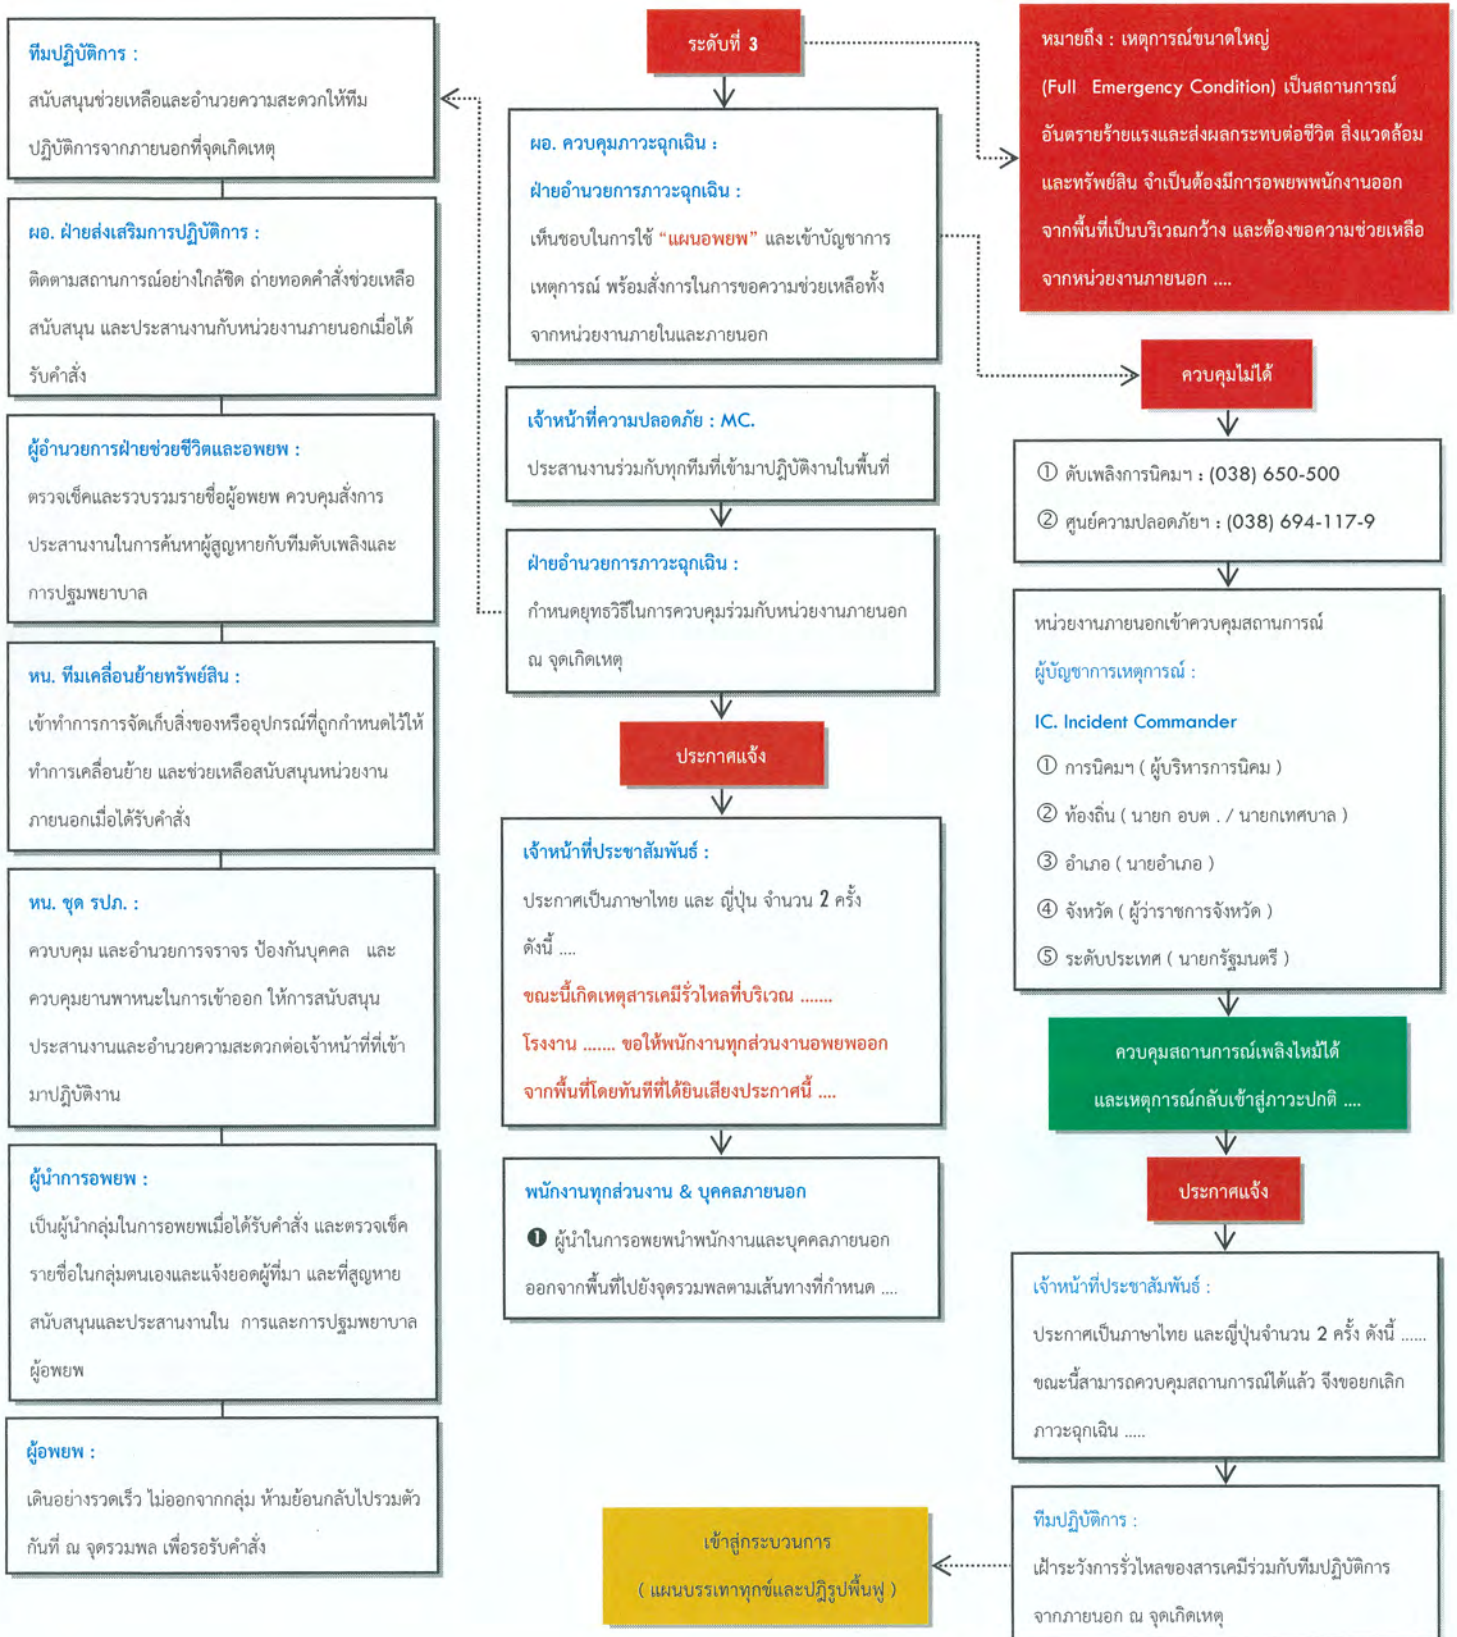 ทีมปฏิบัติการ :
สนับสนุนช่วยเหลือและอำนวยความสะดวกให้ทีม
ปฏิบัติการจากภายนอกที่จุดเกิดเหตุ
ผอ. ฝ่ายส่งเสริมการปฏิบัติการ :
ติดตามสถานการณ์อย่างใกล้ชิด ถ่ายทอดคำสั่งช่วยเหลือ
สนับสนุน และประสานงานกับหน่วยงานภายนอกเมื่อได้
รับคำสั่ง
ผู้อำนวยการฝ่ายช่วยชีวิตและอพยพ :
ตรวจเช็คและรวบรวมรายชื่อผู้อพยพ ควบคุมสั่งการ
ประสานงานในการค้นหาผู้สูญหายกับทีมดับเพลิงและ
การปฐมพยาบาล
หน. ทีมเคลื่อนย้ายทรัพย์สิน :
เข้าทำการการจัดเก็บสิ่งของหรืออุปกรณ์ที่ถูกกำหนดไว้ให้
ทำการเคลื่อนย้าย และช่วยเหลือสนับสนุนหน่วยงาน
ภายนอกเมื่อได้รับคำสั่ง
หน. ชุด รปภ. :
ควบบคุม และอำนวยการจราจร ป้องกันบุคคล และ
ควบคุมยานพาหนะในการเข้าออก ให้การสนับสนุน
ประสานงานและอำนวยความสะดวกต่อเจ้าหน้าที่ที่เข้า
มาปฎิบัติงาน
ผู้นำการอพยพ :
เป็นผู้นำกลุ่มในการอพยพเมื่อได้รับคำสั่ง และตรวจเช็ค
รายชื่อในกลุ่มตนเองและแจ้งยอดผู้ที่มา และที่สูญหาย
สนับสนุนและประสานงานใน การและการปฐมพยาบาล
ผู้อพยพ
ผู้อพยพ :
เดินอย่างรวดเร็ว ไม่ออกจากกลุ่ม ห้ามย้อนกลับไปรวมตัว
กันที่ ณ จุดรวมพล เพื่อรอรับคำสั่ง
ระดับที่ 3
ผอ. ควบคุมภาวะฉุกเฉิน :
ฝ่ายอำนวยการภาวะฉุกเฉิน :
เห็นชอบในการใช้ “แผนอพยพ” และเข้าบัญชาการ
เหตุการณ์ พร้อมสั่งการในการขอความช่วยเหลือทั้ง
จากหน่วยงานภายในและภายนอก
เจ้าหน้าที่ความปลอดภัย : MC.
ประสานงานร่วมกับทุกทีมที่เข้ามาปฎิบัติงานในพื้นที่
ฝ่ายอำนวยการภาวะฉุกเฉิน :
กำหนดยุทธวิธีในการควบคุมร่วมกับหน่วยงานภายนอก
ณ จุดเกิดเหตุ
ประกาศแจ้ง
เจ้าหน้าที่ประชาสัมพันธ์ :
ประกาศเป็นภาษาไทย และ ญี่ปุ่น จำนวน 2 ครั้ง
ดังนี้ ....
ขณะนี้เกิดเหตุสารเคมีรั่วไหลที่บริเวณ .......
โรงงาน ....... ขอให้พนักงานทุกส่วนงานอพยพออก
จากพื้นที่โดยทันทีที่ได้ยินเสียงประกาศนี้ ....
พนักงานทุกส่วนงาน & บุคคลภายนอก
❶ ผู้นำในการอพยพนำพนักงานและบุคคลภายนอก
ออกจากพื้นที่ไปยังจุดรวมพลตามเส้นทางที่กำหนด ....
เข้าสู่กระบวนการ
( แผนบรรเทาทุกข์และปฎิรูปฟื้นฟู )
หมายถึง : เหตุการณ์ขนาดใหญ่
(Full Emergency Condition) เป็นสถานการณ์
อันตรายร้ายแรงและส่งผลกระทบต่อชีวิต สิ่งแวดล้อม
และทรัพย์สิน จำเป็นต้องมีการอพยพพนักงานออก
จากพื้นที่เป็นบริเวณกว้าง และต้องขอความช่วยเหลือ
จากหน่วยงานภายนอก ....
ควบคุมไม่ได้
① ดับเพลิงการนิคมฯ : (038) 650-500
② ศูนย์ความปลอดภัยฯ : (038) 694-117-9
หน่วยงานภายนอกเข้าควบคุมสถานการณ์
ผู้บัญชาการเหตุการณ์ :
IC. Incident Commander
① การนิคมฯ ( ผู้บริหารการนิคม )
② ท้องถิ่น ( นายก อบต . / นายกเทศบาล )
③ อำเภอ ( นายอำเภอ )
④ จังหวัด ( ผู้ว่าราชการจังหวัด )
⑤ ระดับประเทศ ( นายกรัฐมนตรี )
ควบคุมสถานการณ์เพลิงไหม้ได้
และเหตุการณ์กลับเข้าสู่ภาวะปกติ ....
ประกาศแจ้ง
เจ้าหน้าที่ประชาสัมพันธ์ :
ประกาศเป็นภาษาไทย และญี่ปุ่นจำนวน 2 ครั้ง ดังนี้ ......
ขณะนี้สามารถควบคุมสถานการณ์ได้แล้ว จึงขอยกเลิก
ภาวะฉุกเฉิน .....
ทีมปฏิบัติการ :
เฝ้าระวังการรั่วไหลของสารเคมีร่วมกับทีมปฏิบัติการ
จากภายนอก ณ จุดเกิดเหตุ